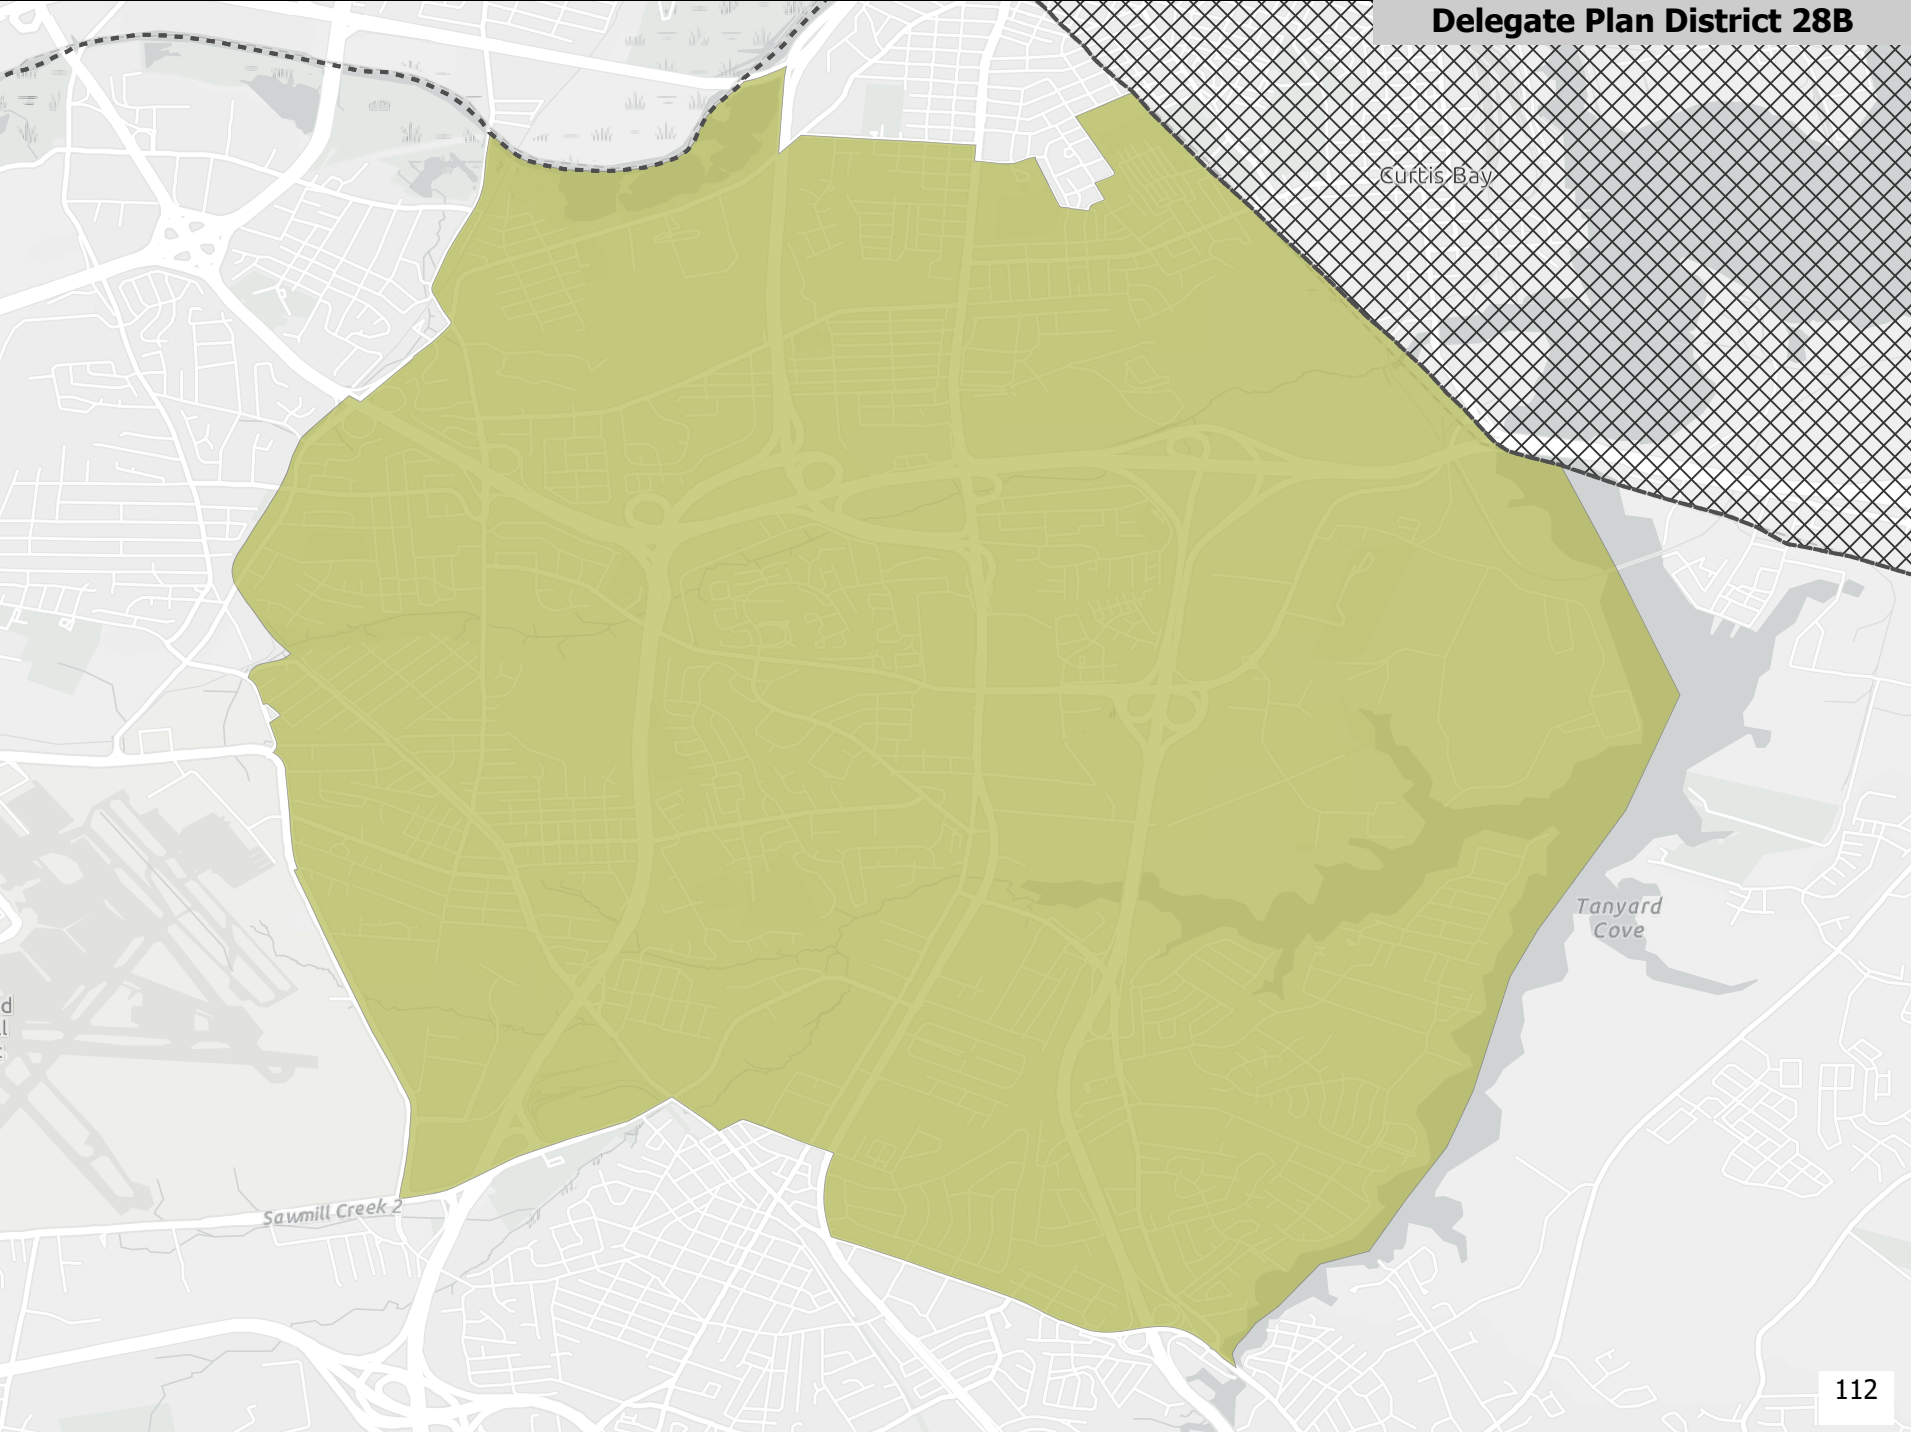 Delegate Plan District 28B
Curtis Bay
Tanyard
Cove
d
l
Sawmill Creek 2
112